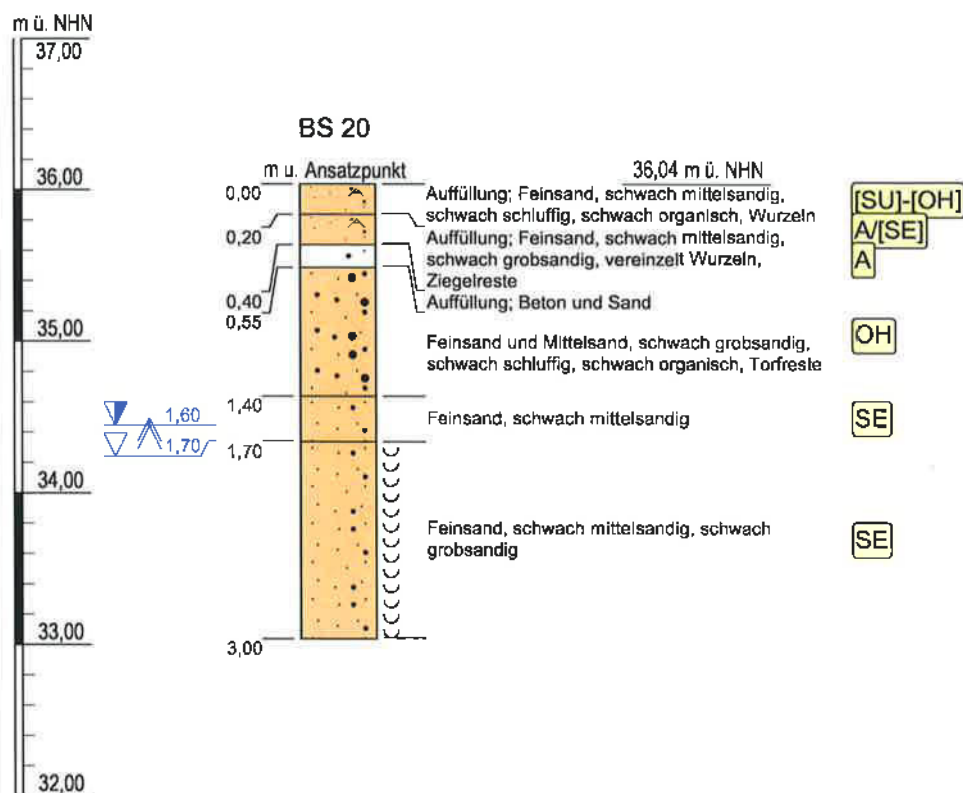 m ü. NHN
37,00
36,00
35,00
34,00
33,00
32,00
BS 20
m u. Ansatzpunkt
36,04 m ü. NHN
0,00
0,20
0,40
0,55
1,40
1,70
3,00
1,60
1,70
Auffüllung; Feinsand, schwach mittelsandig,
schwach schluffig, schwach organisch, Wurzeln
Auffüllung; Feinsand, schwach mittelsandig,
schwach grobsandig, vereinzelt Wurzeln,
Ziegelreste
Auffüllung; Beton und Sand
Feinsand und Mittelsand, schwach grobsandig,
schwach schluffig, schwach organisch, Torfreste
Feinsand, schwach mittelsandig
Feinsand, schwach mittelsandig, schwach
grobsandig
[SU]-[OH]
A/[SE]
A
OH
SE
SE